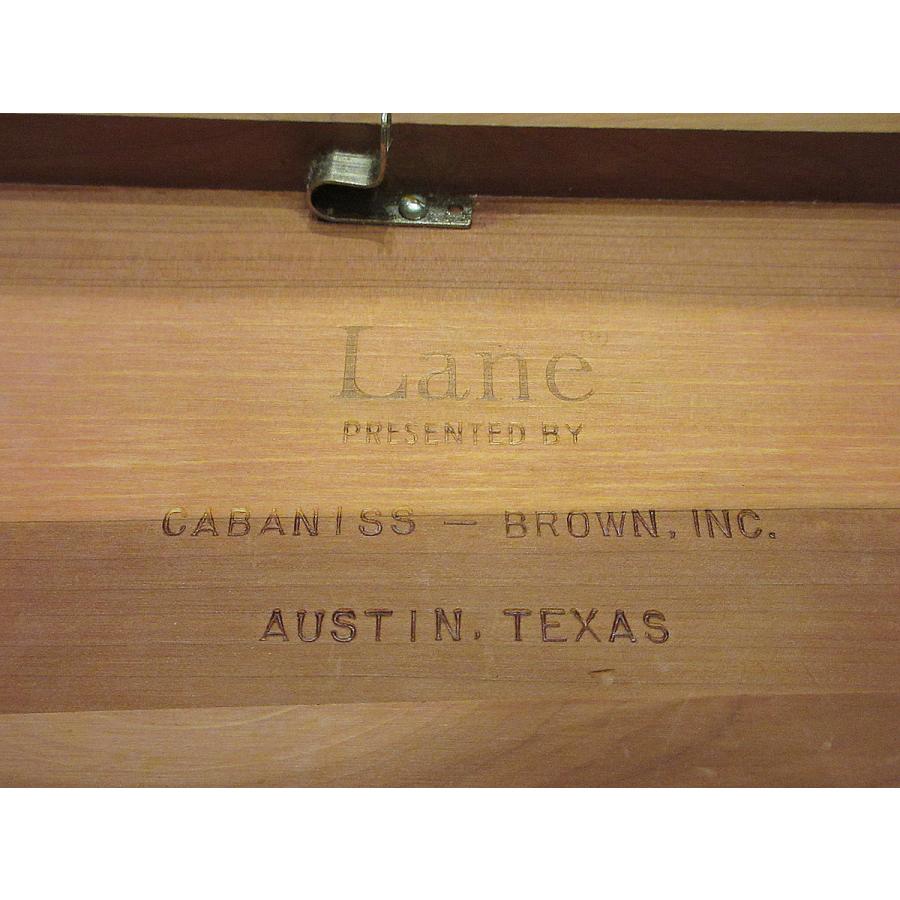 Lane®
PRESENTED BY
CABANISS — BROWN, INC.
AUSTIN, TEXAS